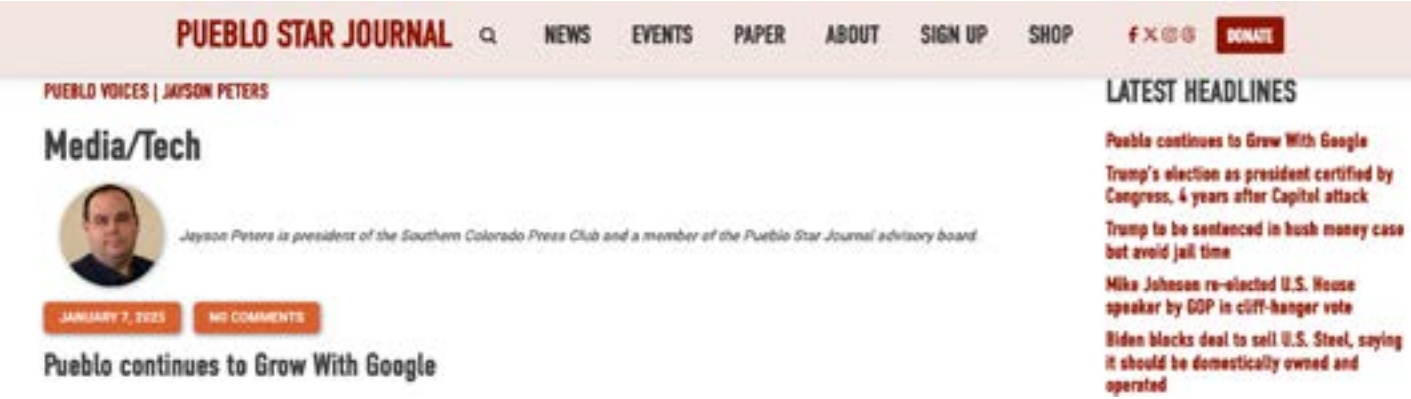 PUEBLO STAR JOURNAL NEWS EVENTS PAPER ABOUT SIGN UP SHOP DONATE
PUEBLO VOICES | JAYSON PETERS
Media/Tech
Jayson Peters is president of the Southern Colorado Press Club and a member of the Pueblo Star Journal advisory board.
JANUARY 7, 2025 NO COMMENTS
Pueblo continues to Grow With Google
LATEST HEADLINES
Pueblo continues to Grow With Google
Trump's election as president certified by
Congress, 4 years after Capitol attack
Trump to be sentenced in hush money case
but avoid jail time
Mike Johnson re-elected U.S. House
speaker by GOP in cliff-hanger vote
Biden blocks deal to sell U.S. Steel, saying
it should be domestically owned and
operated